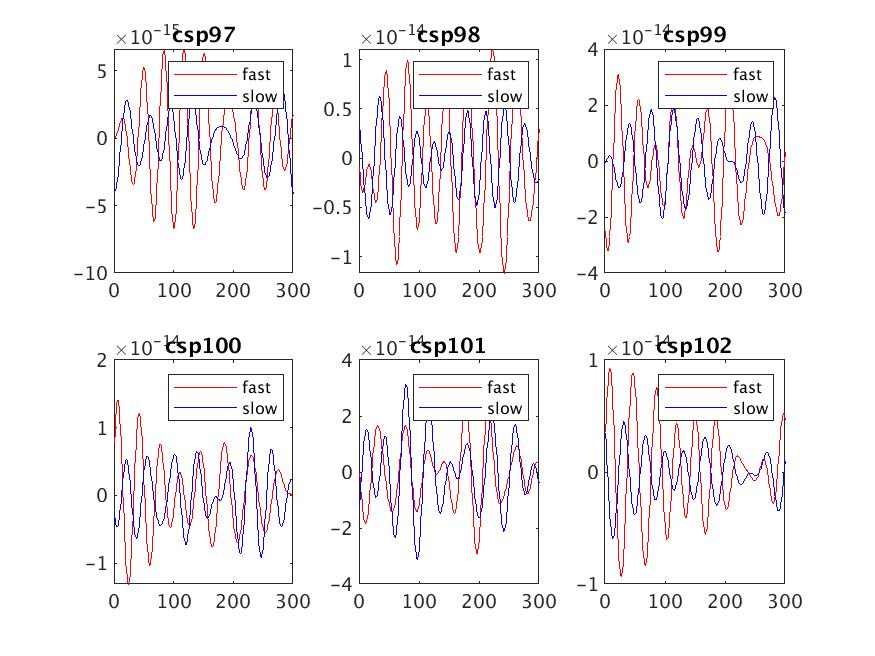 csp97 csp98 csp99
×10⁻¹⁵ ×10⁻¹⁴ ×10⁻¹⁴
5 0 -5 -10
1 0.5 0 -0.5 -1
4 2 0 -2 -4
fast fast fast
slow slow slow
0 100 200 300 0 100 200 300 0 100 200 300
csp100 csp101 csp102
×10⁻¹⁴ ×10⁻¹⁴ ×10⁻¹⁴
2 1 0 -1
4 2 0 -2 -4
1 0 -1
fast fast fast
slow slow slow
0 100 200 300 0 100 200 300 0 100 200 300